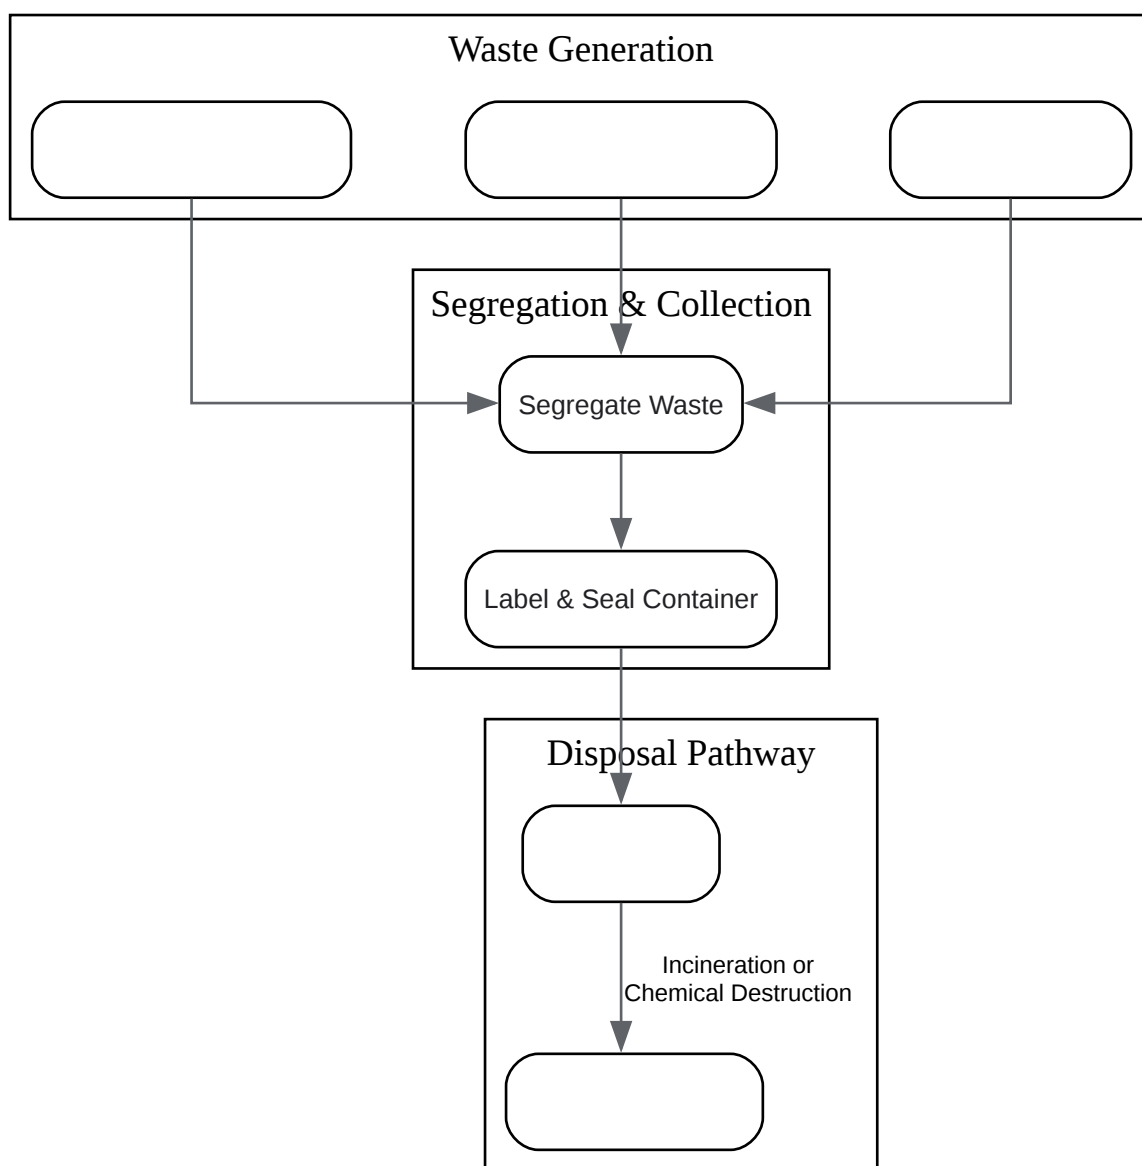 Waste Generation
Segregation & Collection
Segregate Waste
Label & Seal Container
Disposal Pathway
Incineration or
Chemical Destruction